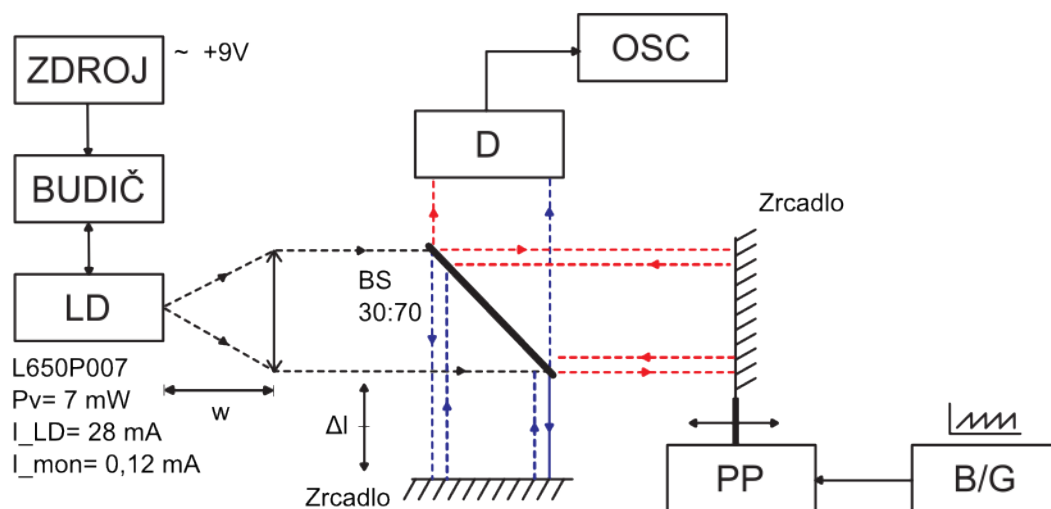 ZDROJ
~ +9V
BUDIČ
LD
L650P007
Pv= 7 mW
I_LD= 28 mA
I_mon= 0,12 mA
w
OSC
D
BS
30:70
Δl
Zrcadlo
Zrcadlo
PP
B/G